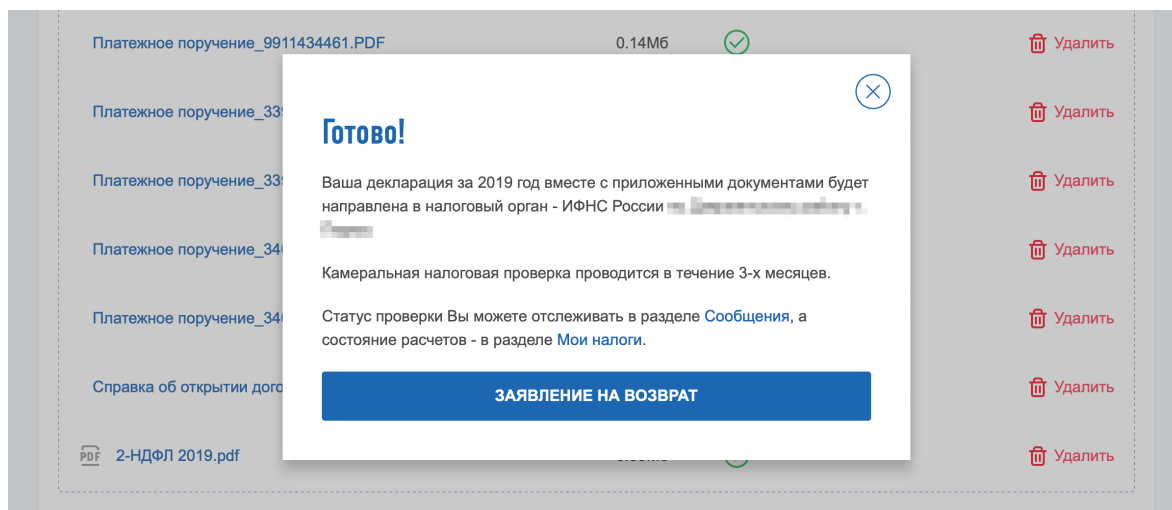 Платежное поручение_9911434461.PDF 0.14Мб Удалить
Готово!
Платежное поручение_33 Удалить
Платежное поручение_33 Удалить
Ваша декларация за 2019 год вместе с приложенными документами будет
направлена в налоговый орган - ИФНС России
Платежное поручение_34 Удалить
Камеральная налоговая проверка проводится в течение 3-х месяцев.
Платежное поручение_34 Удалить
Статус проверки Вы можете отслеживать в разделе Сообщения, а
состояние расчетов - в разделе Мои налоги.
Справка об открытии Удалить
ЗАЯВЛЕНИЕ НА ВОЗВРАТ
PDF 2-НДФЛ 2019.pdf Удалить